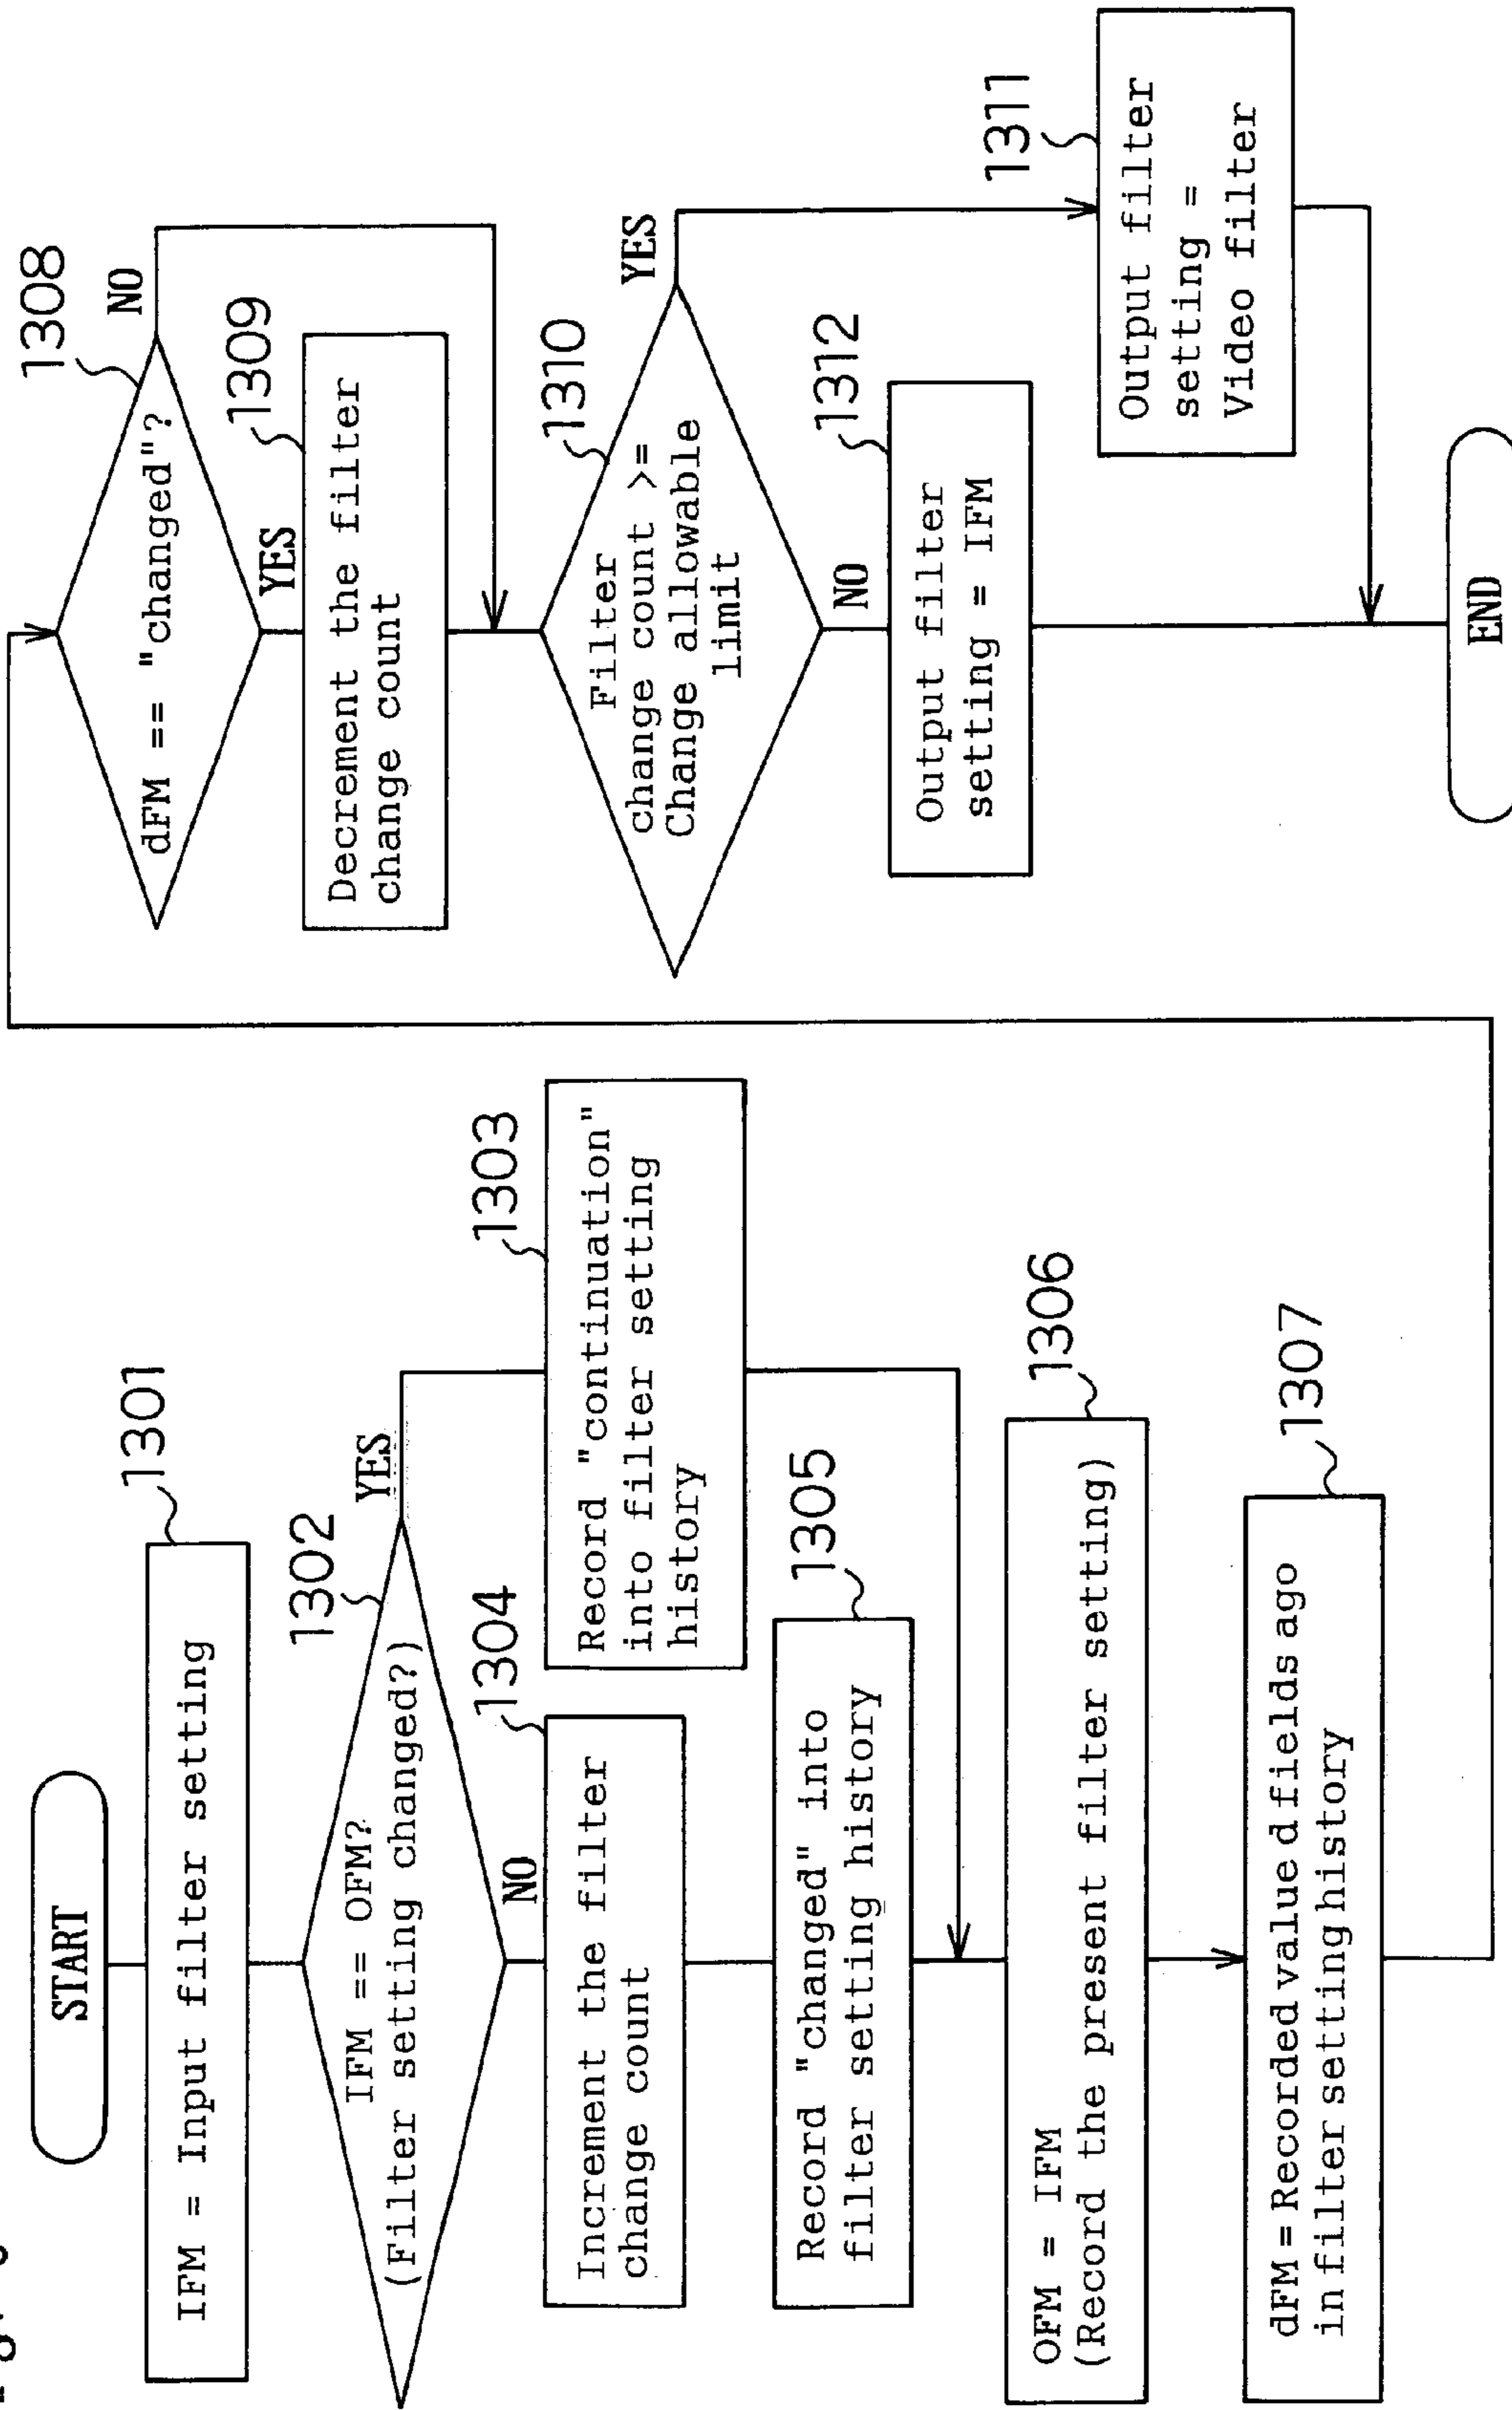 START
1301
IFM = Input filter setting
1302
IFM == OFM?
(Filter setting changed?)
YES
NO
1303
Record "continuation"
into filter setting
history
1304
Increment the filter
change count
1305
Record "changed" into
filter setting history
1306
OFM = IFM
(Record the present filter setting)
1307
dFM = Recorded value d fields ago
in filter setting history
1308
dFM == "changed"?
NO
YES
1309
Decrement the filter
change count
1310
Filter
change count >=
Change allowable
limit
YES
NO
1311
Output filter
setting =
Video filter
1312
Output filter
setting = IFM
END